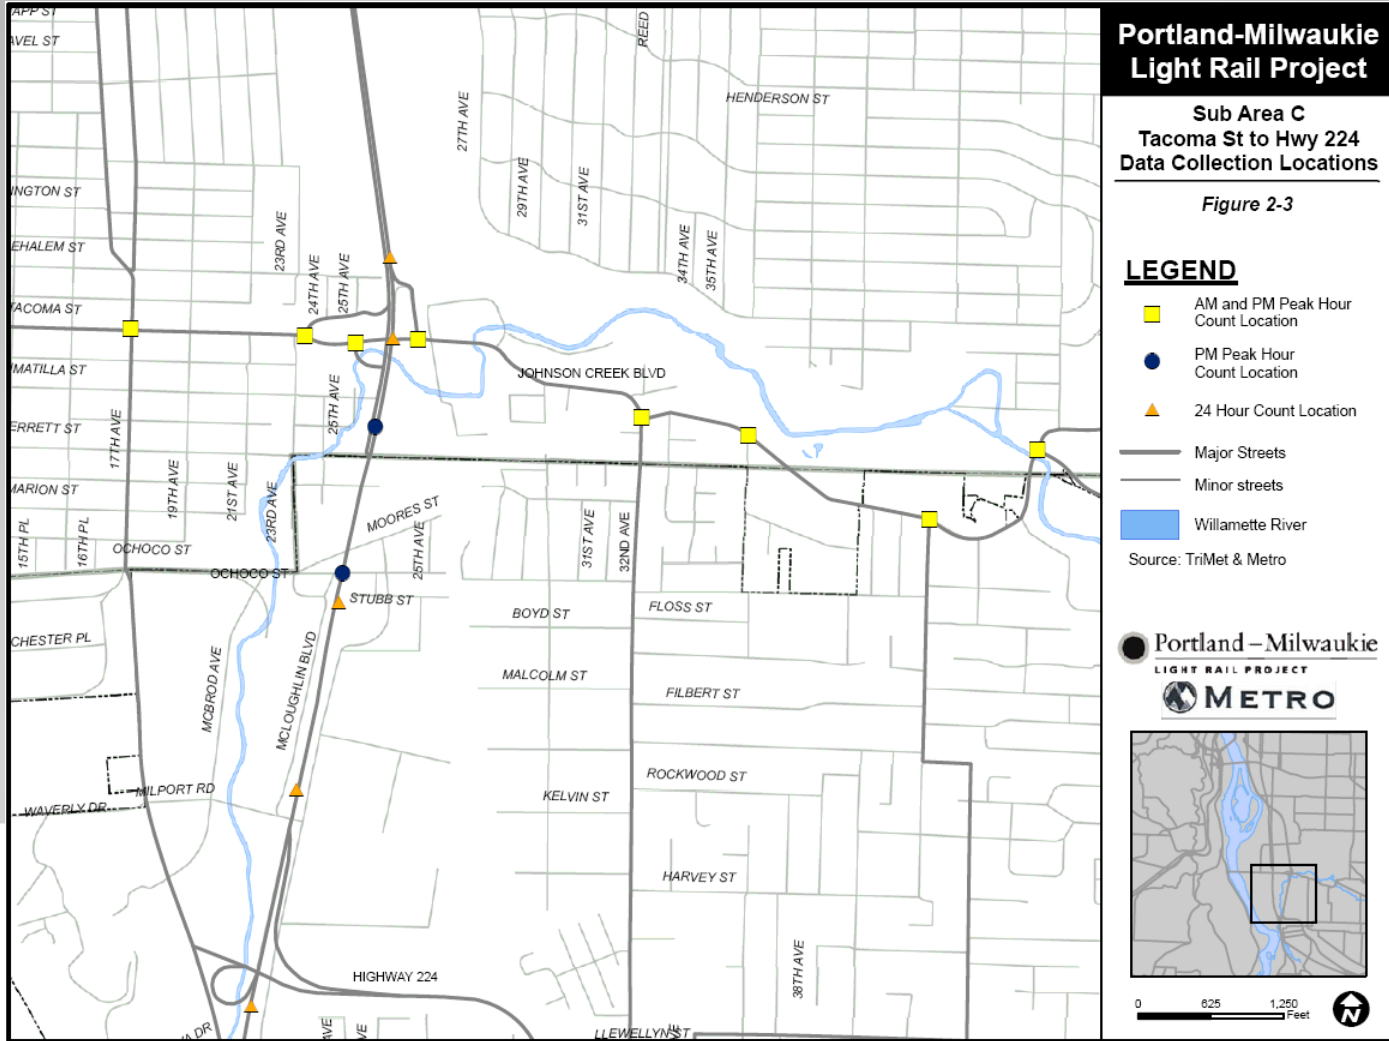 APP ST
AVEL ST
REED
HENDERSON ST
27TH AVE
29TH AVE
31ST AVE
INGTON ST
23RD AVE
EHALEM ST
24TH AVE
25TH AVE
34TH AVE
35TH AVE
TACOMA ST
MATILLA ST
JOHNSON CREEK BLVD
25TH AVE
17TH AVE
ERRETT ST
19TH AVE
21ST AVE
23RD AVE
MARION ST
MOORES ST
15TH PL
16TH PL
OCHOCO ST
25TH AVE
31ST AVE
32ND AVE
OCHOCO ST
STUBB ST
BOYD ST
FLOSS ST
CHESTER PL
MCBROD AVE
MCLOUGHLIN BLVD
MALCOLM ST
FILBERT ST
MILPORT RD
WAVERLY DR
ROCKWOOD ST
KELVIN ST
HARVEY ST
38TH AVE
HIGHWAY 224
VA DR
AVE
VE
LLEWELLYN ST
Portland-Milwaukie
Light Rail Project
Sub Area C
Tacoma St to Hwy 224
Data Collection Locations
Figure 2-3
LEGEND
AM and PM Peak Hour
Count Location
PM Peak Hour
Count Location
24 Hour Count Location
Major Streets
Minor streets
Willamette River
Source: TriMet & Metro
Portland – Milwaukie
LIGHT RAIL PROJECT
METRO
0 625 1,250
Feet
N